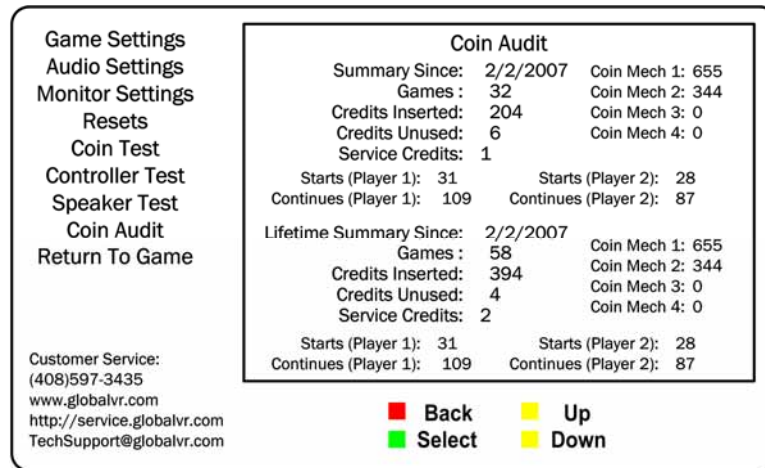 Game Settings
Audio Settings
Monitor Settings
Resets
Coin Test
Controller Test
Speaker Test
Coin Audit
Return To Game
Customer Service:
(408)597-3435
www.globalvr.com
http://service.globalvr.com
TechSupport@globalvr.com
Coin Audit
Summary Since: 2/2/2007 Coin Mech 1: 655
Games : 32 Coin Mech 2: 344
Credits Inserted: 204 Coin Mech 3: 0
Credits Unused: 6 Coin Mech 4: 0
Service Credits: 1
Starts (Player 1): 31 Starts (Player 2): 28
Continues (Player 1): 109 Continues (Player 2): 87
Lifetime Summary Since: 2/2/2007
Games : 58 Coin Mech 1: 655
Credits Inserted: 394 Coin Mech 2: 344
Credits Unused: 4 Coin Mech 3: 0
Service Credits: 2 Coin Mech 4: 0
Starts (Player 1): 31 Starts (Player 2): 28
Continues (Player 1): 109 Continues (Player 2): 87
Back Up
Select Down